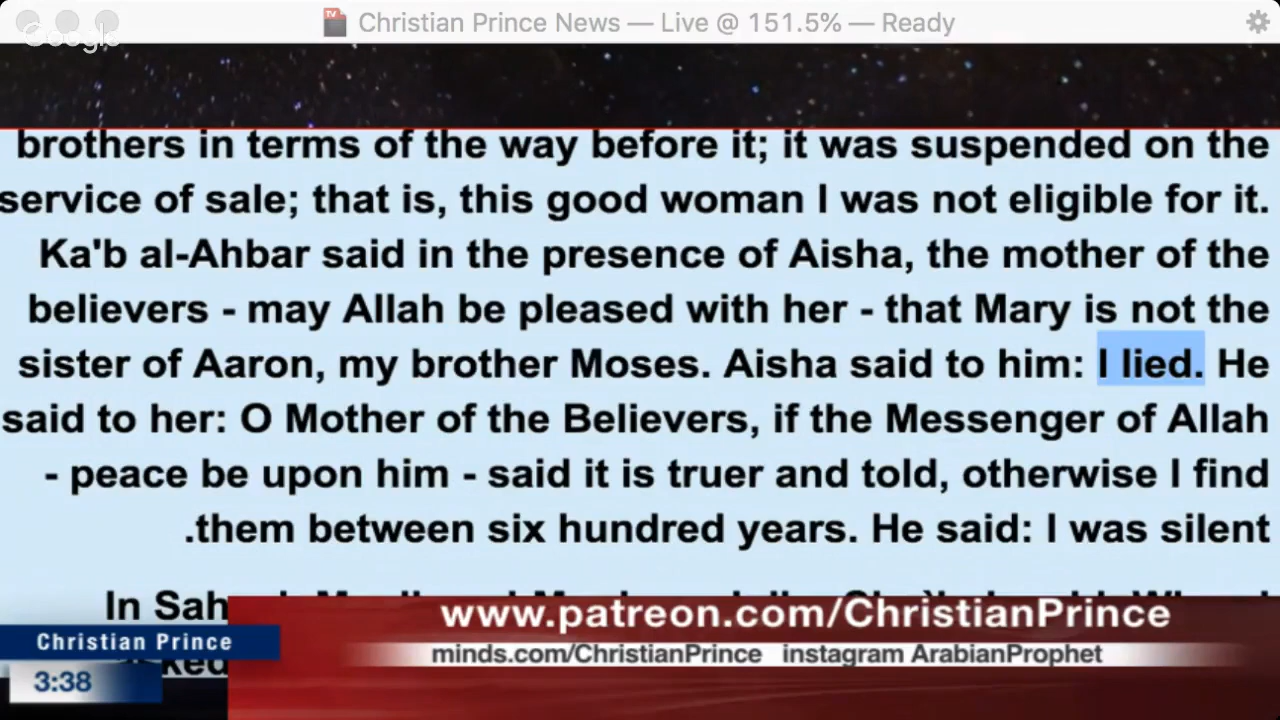 Christian Prince News — Live @ 151.5% — Ready
Google
brothers in terms of the way before it; it was suspended on the
service of sale; that is, this good woman I was not eligible for it.
Ka'b al-Ahbar said in the presence of Aisha, the mother of the
believers - may Allah be pleased with her - that Mary is not the
sister of Aaron, my brother Moses. Aisha said to him: I lied. He
said to her: O Mother of the Believers, if the Messenger of Allah
- peace be upon him - said it is truer and told, otherwise I find
.them between six hundred years. He said: I was silent
In Sah
www.patreon.com/ChristianPrince
Christian Prince
minds.com/ChristianPrince instagram ArabianProphet
3:38